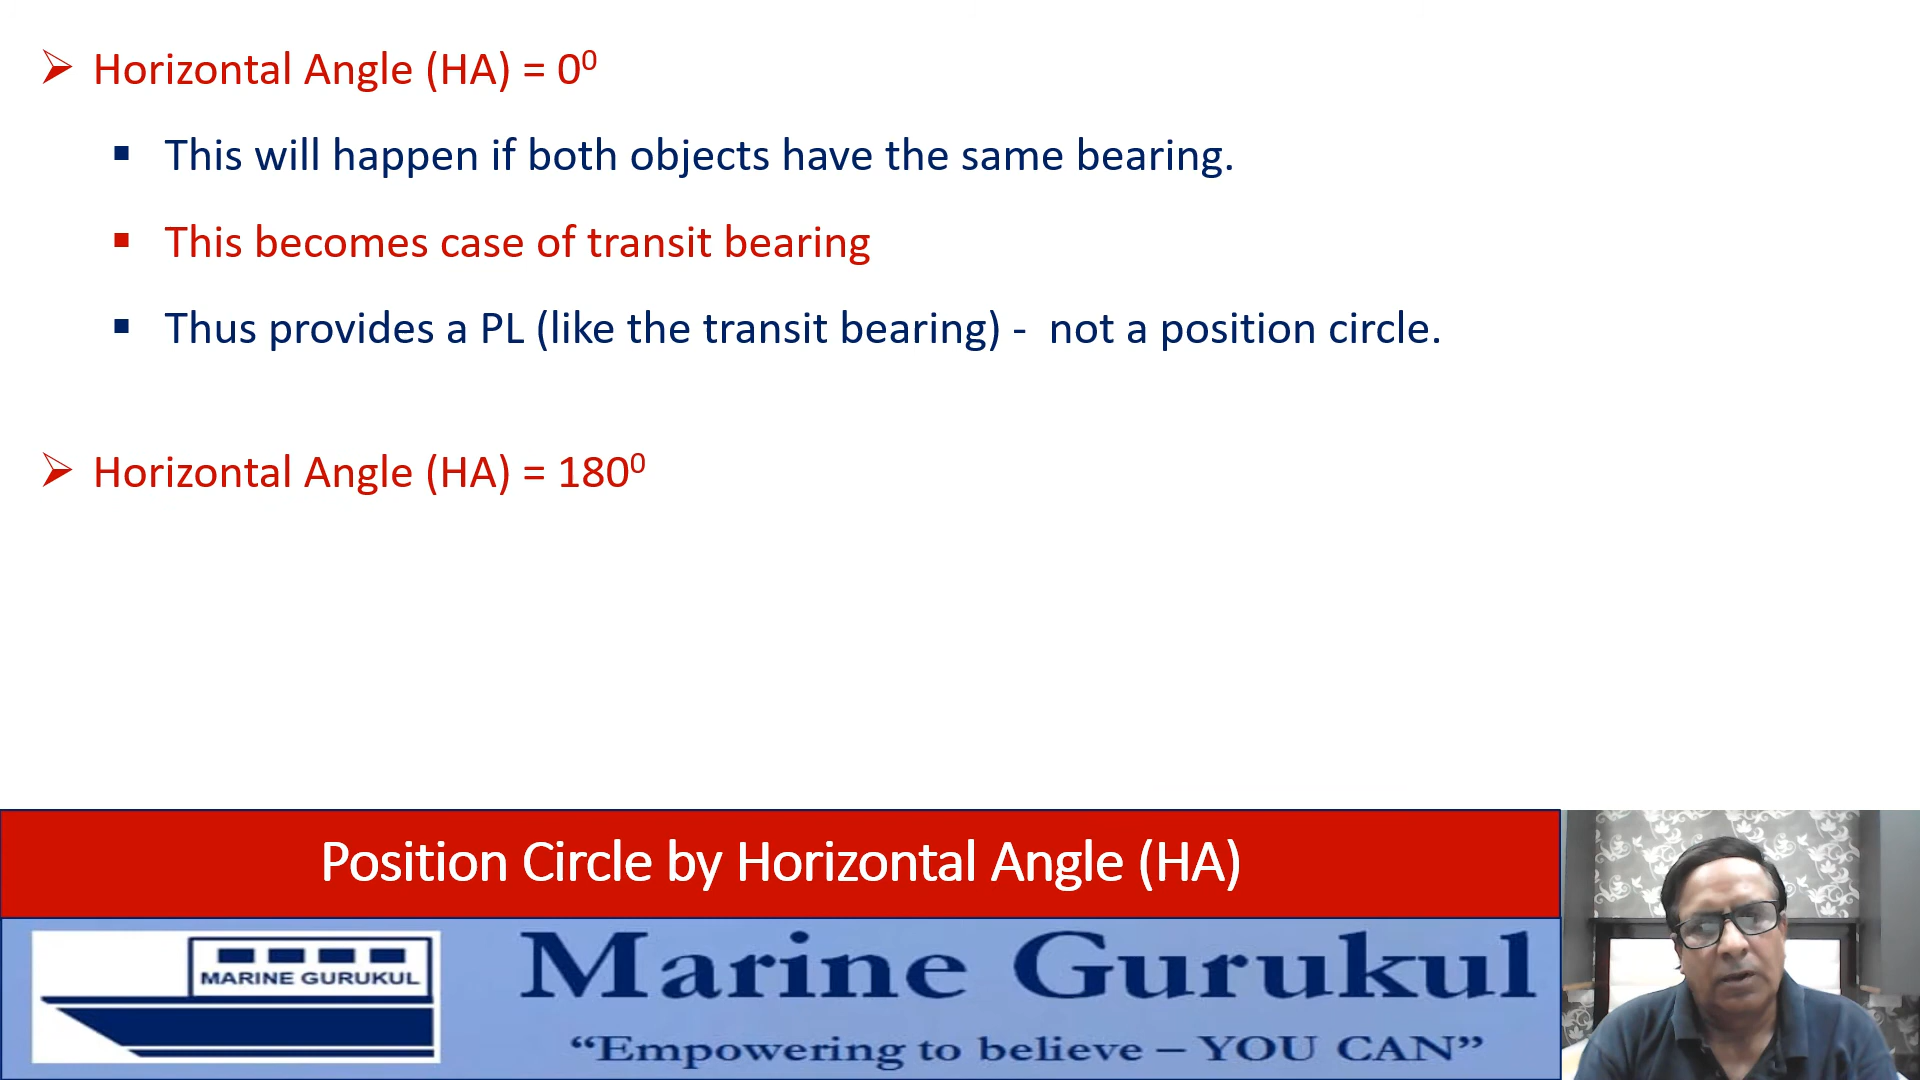 Horizontal Angle (HA) = 0⁰
This will happen if both objects have the same bearing.
This becomes case of transit bearing
Thus provides a PL (like the transit bearing) - not a position circle.
Horizontal Angle (HA) = 180⁰
Position Circle by Horizontal Angle (HA)
MARINE GURUKUL
Marine Gurukul
“Empowering to believe – YOU CAN”